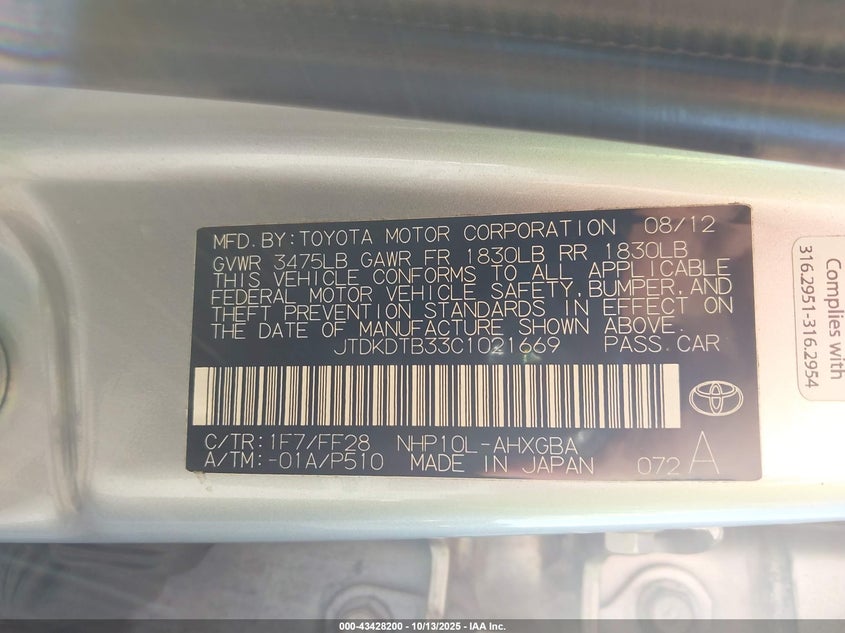 MFD.BY:TOYOTA MOTOR CORPORATION 08/12
GVWR 3475LB GAWR FR 1830LB RR 1830LB
THIS VEHICLE CONFORMS TO ALL APPLICABLE
FEDERAL MOTOR VEHICLE SAFETY,BUMPER,AND
THEFT PREVENTION STANDARDS IN EFFECT ON
THE DATE OF MANUFACTURE SHOWN ABOVE.
JTDKDTB33C1021669 PASS.CAR
C/TR:1F7/FF28 NHP10L-AHXGBA
A/TM:-01A/P510 MADE IN JAPAN 072 A
Complies with
316.2951-316.2954
000-43428200 - 10/13/2025 - IAA Inc.